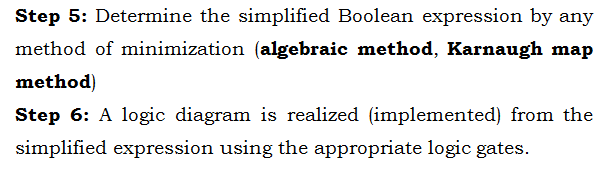 Step 5: Determine the simplified Boolean expression by any
method of minimization (algebraic method, Karnaugh map
method)
Step 6: A logic diagram is realized (implemented) from the
simplified expression using the appropriate logic gates.